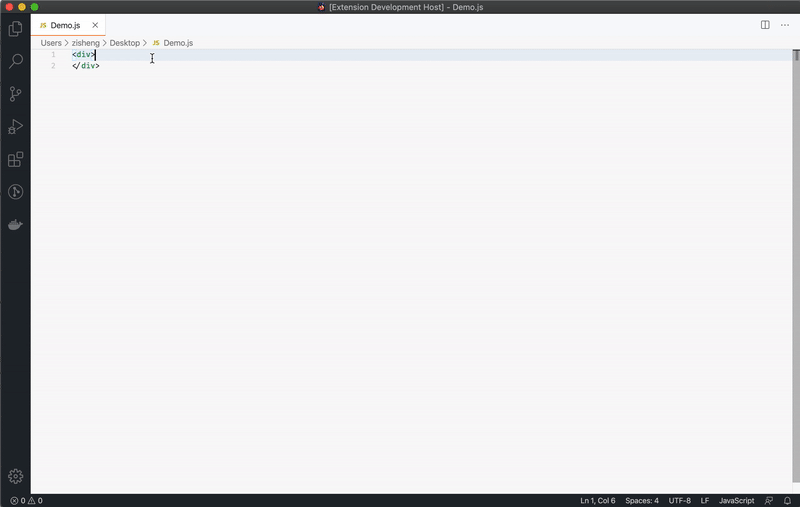 [Extension Development Host] - Demo.js
JS Demo.js
Users > zisheng > Desktop > JS Demo.js
1 <div>
2 </div>
0 0 Ln 1, Col 6 Spaces: 4 UTF-8 LF JavaScript